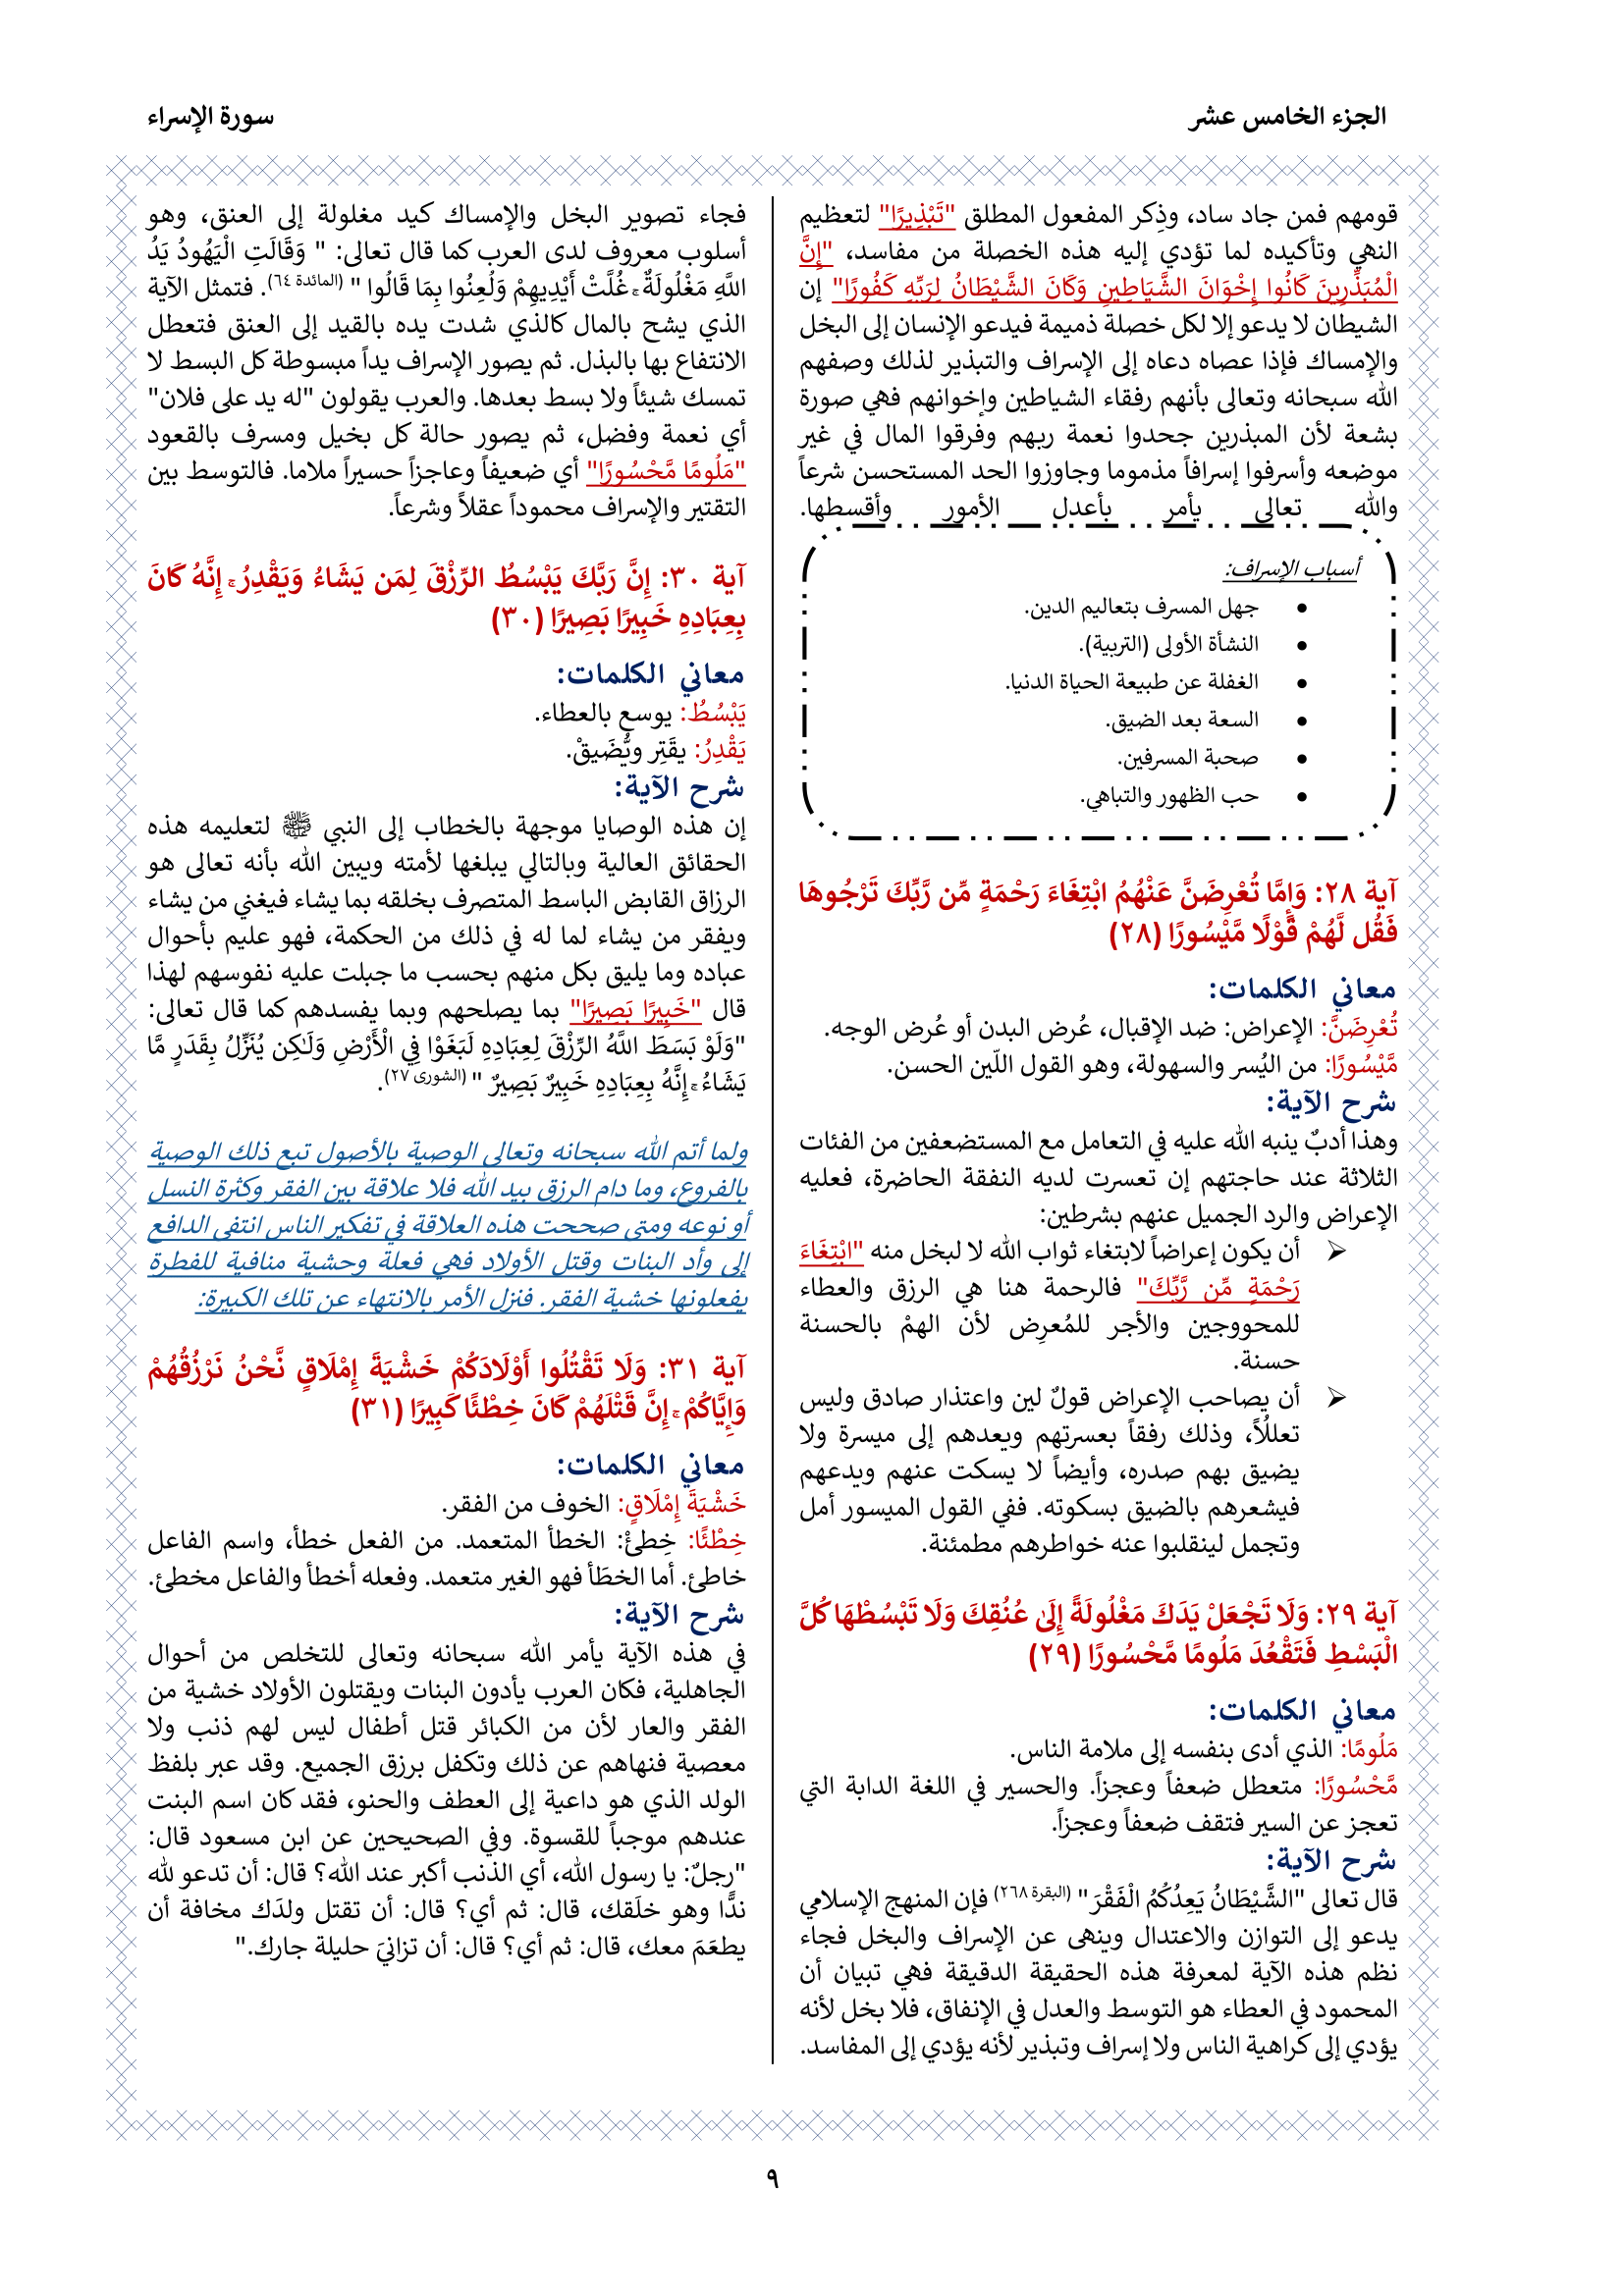 الجزء الخامس عشر
سورة الإسراء
قومهم فمن جاد ساد، وذِكر المفعول المطلق "تَبْذِيرًا" لتعظيم
النهي وتأكيده لما تؤدي إليه هذه الخصلة من مفاسد، "إِنَّ
الْمُبَذِّرِينَ كَانُوا إِخْوَانَ الشَّيَاطِينِ وَكَانَ الشَّيْطَانُ لِرَبِّهِ كَفُورًا" إن
الشيطان لا يدعو إلا لكل خصلة ذميمة فيدعو الإنسان إلى البخل
والإمساك فإذا عصاه دعاه إلى الإسراف والتبذير لذلك وصفهم
الله سبحانه وتعالى بأنهم رفقاء الشياطين وإخوانهم فهي صورة
بشعة لأن المبذرين جحدوا نعمة ربهم وفرقوا المال في غير
موضعه وأسرفوا إسرافاً مذموما وجاوزوا الحد المستحسن شرعاً
والله تعالى يأمر بأعدل الأمور وأقسطها.
أسباب الإسراف:
• جهل المسرف بتعاليم الدين.
• النشأة الأولى (التربية).
• الغفلة عن طبيعة الحياة الدنيا.
• السعة بعد الضيق.
• صحبة المسرفين.
• حب الظهور والتباهي.
آية ٢٨: وَإِمَّا تُعْرِضَنَّ عَنْهُمُ ابْتِغَاءَ رَحْمَةٍ مِّن رَّبِّكَ تَرْجُوهَا
فَقُل لَّهُمْ قَوْلًا مَّيْسُورًا (٢٨)
معاني الكلمات:
تُعْرِضَنَّ: الإعراض: ضد الإقبال، عُرض البدن أو عُرض الوجه.
مَّيْسُورًا: من اليُسر والسهولة، وهو القول اللّين الحسن.
شرح الآية:
وهذا أدبٌ ينبه الله عليه في التعامل مع المستضعفين من الفئات
الثلاثة عند حاجتهم إن تعسرت لديه النفقة الحاضرة، فعليه
الإعراض والرد الجميل عنهم بشرطين:
➢ أن يكون إعراضاً لابتغاء ثواب الله لا لبخل منه "ابْتِغَاءَ
رَحْمَةٍ مِّن رَّبِّكَ" فالرحمة هنا هي الرزق والعطاء
للمحووجين والأجر للمُعرِض لأن الهمْ بالحسنة
حسنة.
➢ أن يصاحب الإعراض قولٌ لين واعتذار صادق وليس
تعللُلاً، وذلك رفقاً بعسرتهم ويعدهم إلى ميسرة ولا
يضيق بهم صدره، وأيضاً لا يسكت عنهم ويدعهم
فيشعرهم بالضيق بسكوته. ففي القول الميسور أمل
وتجمل لينقلبوا عنه خواطرهم مطمئنة.
آية ٢٩: وَلَا تَجْعَلْ يَدَكَ مَغْلُولَةً إِلَىٰ عُنُقِكَ وَلَا تَبْسُطْهَا كُلَّ
الْبَسْطِ فَتَقْعُدَ مَلُومًا مَّحْسُورًا (٢٩)
معاني الكلمات:
مَلُومًا: الذي أدى بنفسه إلى ملامة الناس.
مَّحْسُورًا: متعطل ضعفاً وعجزاً. والحسير في اللغة الدابة التي
تعجز عن السير فتقف ضعفاً وعجزاً.
شرح الآية:
قال تعالى "الشَّيْطَانُ يَعِدُكُمُ الْفَقْرَ " (البقرة ٢٦٨) فإن المنهج الإسلامي
يدعو إلى التوازن والاعتدال وينهى عن الإسراف والبخل فجاء
نظم هذه الآية لمعرفة هذه الحقيقة الدقيقة فهي تبيان أن
المحمود في العطاء هو التوسط والعدل في الإنفاق، فلا بخل لأنه
يؤدي إلى كراهية الناس ولا إسراف وتبذير لأنه يؤدي إلى المفاسد.
فجاء تصوير البخل والإمساك كيد مغلولة إلى العنق، وهو
أسلوب معروف لدى العرب كما قال تعالى: " وَقَالَتِ الْيَهُودُ يَدُ
اللَّهِ مَغْلُولَةٌ ۚ غُلَّتْ أَيْدِيهِمْ وَلُعِنُوا بِمَا قَالُوا " (المائدة ٦٤). فتمثل الآية
الذي يشح بالمال كالذي شدت يده بالقيد إلى العنق فتعطل
الانتفاع بها بالبذل. ثم يصور الإسراف يداً مبسوطة كل البسط لا
تمسك شيئاً ولا بسط بعدها. والعرب يقولون "له يد على فلان"
أي نعمة وفضل، ثم يصور حالة كل بخيل ومسرف بالقعود
"مَلُومًا مَّحْسُورًا" أي ضعيفاً وعاجزاً حسيراً ملاما. فالتوسط بين
التقتير والإسراف محموداً عقلاً وشرعاً.
آية ٣٠: إِنَّ رَبَّكَ يَبْسُطُ الرِّزْقَ لِمَن يَشَاءُ وَيَقْدِرُ ۚ إِنَّهُ كَانَ
بِعِبَادِهِ خَبِيرًا بَصِيرًا (٣٠)
معاني الكلمات:
يَبْسُطُ: يوسع بالعطاء.
يَقْدِرُ: يقَتِر ويُّضَيقْ.
شرح الآية:
إن هذه الوصايا موجهة بالخطاب إلى النبي ﷺ لتعليمه هذه
الحقائق العالية وبالتالي يبلغها لأمته ويبين الله بأنه تعالى هو
الرزاق القابض الباسط المتصرف بخلقه بما يشاء فيغني من يشاء
ويفقر من يشاء لما له في ذلك من الحكمة، فهو عليم بأحوال
عباده وما يليق بكل منهم بحسب ما جبلت عليه نفوسهم لهذا
قال "خَبِيرًا بَصِيرًا" بما يصلحهم وبما يفسدهم كما قال تعالى:
"وَلَوْ بَسَطَ اللَّهُ الرِّزْقَ لِعِبَادِهِ لَبَغَوْا فِي الْأَرْضِ وَلَٰكِن يُنَزِّلُ بِقَدَرٍ مَّا
يَشَاءُ ۚ إِنَّهُ بِعِبَادِهِ خَبِيرٌ بَصِيرٌ " (الشورى ٢٧).
ولما أتم الله سبحانه وتعالى الوصية بالأصول تبع ذلك الوصية
بالفروع، وما دام الرزق بيد الله فلا علاقة بين الفقر وكثرة النسل
أو نوعه ومتى صححت هذه العلاقة في تفكير الناس انتفى الدافع
إلى وأد البنات وقتل الأولاد فهي فعلة وحشية منافية للفطرة
يفعلونها خشية الفقر. فنزل الأمر بالانتهاء عن تلك الكبيرة:
آية ٣١: وَلَا تَقْتُلُوا أَوْلَادَكُمْ خَشْيَةَ إِمْلَاقٍ نَّحْنُ نَرْزُقُهُمْ
وَإِيَّاكُمْ ۚ إِنَّ قَتْلَهُمْ كَانَ خِطْئًا كَبِيرًا (٣١)
معاني الكلمات:
خَشْيَةَ إِمْلَاقٍ: الخوف من الفقر.
خِطْئًا: خِطئْ: الخطأ المتعمد. من الفعل خطأ، واسم الفاعل
خاطئ. أما الخطَأ فهو الغير متعمد. وفعله أخطأ والفاعل مخطئ.
شرح الآية:
في هذه الآية يأمر الله سبحانه وتعالى للتخلص من أحوال
الجاهلية، فكان العرب يأدون البنات ويقتلون الأولاد خشية من
الفقر والعار لأن من الكبائر قتل أطفال ليس لهم ذنب ولا
معصية فنهاهم عن ذلك وتكفل برزق الجميع. وقد عبر بلفظ
الولد الذي هو داعية إلى العطف والحنو، فقد كان اسم البنت
عندهم موجباً للقسوة. وفي الصحيحين عن ابن مسعود قال:
"رجلٌ: يا رسول الله، أي الذنب أكبر عند الله؟ قال: أن تدعو لله
ندًّا وهو خلَقك، قال: ثم أي؟ قال: أن تقتل ولدَك مخافة أن
يطعَمَ معك، قال: ثم أي؟ قال: أن تزانيَ حليلة جارك."
٩